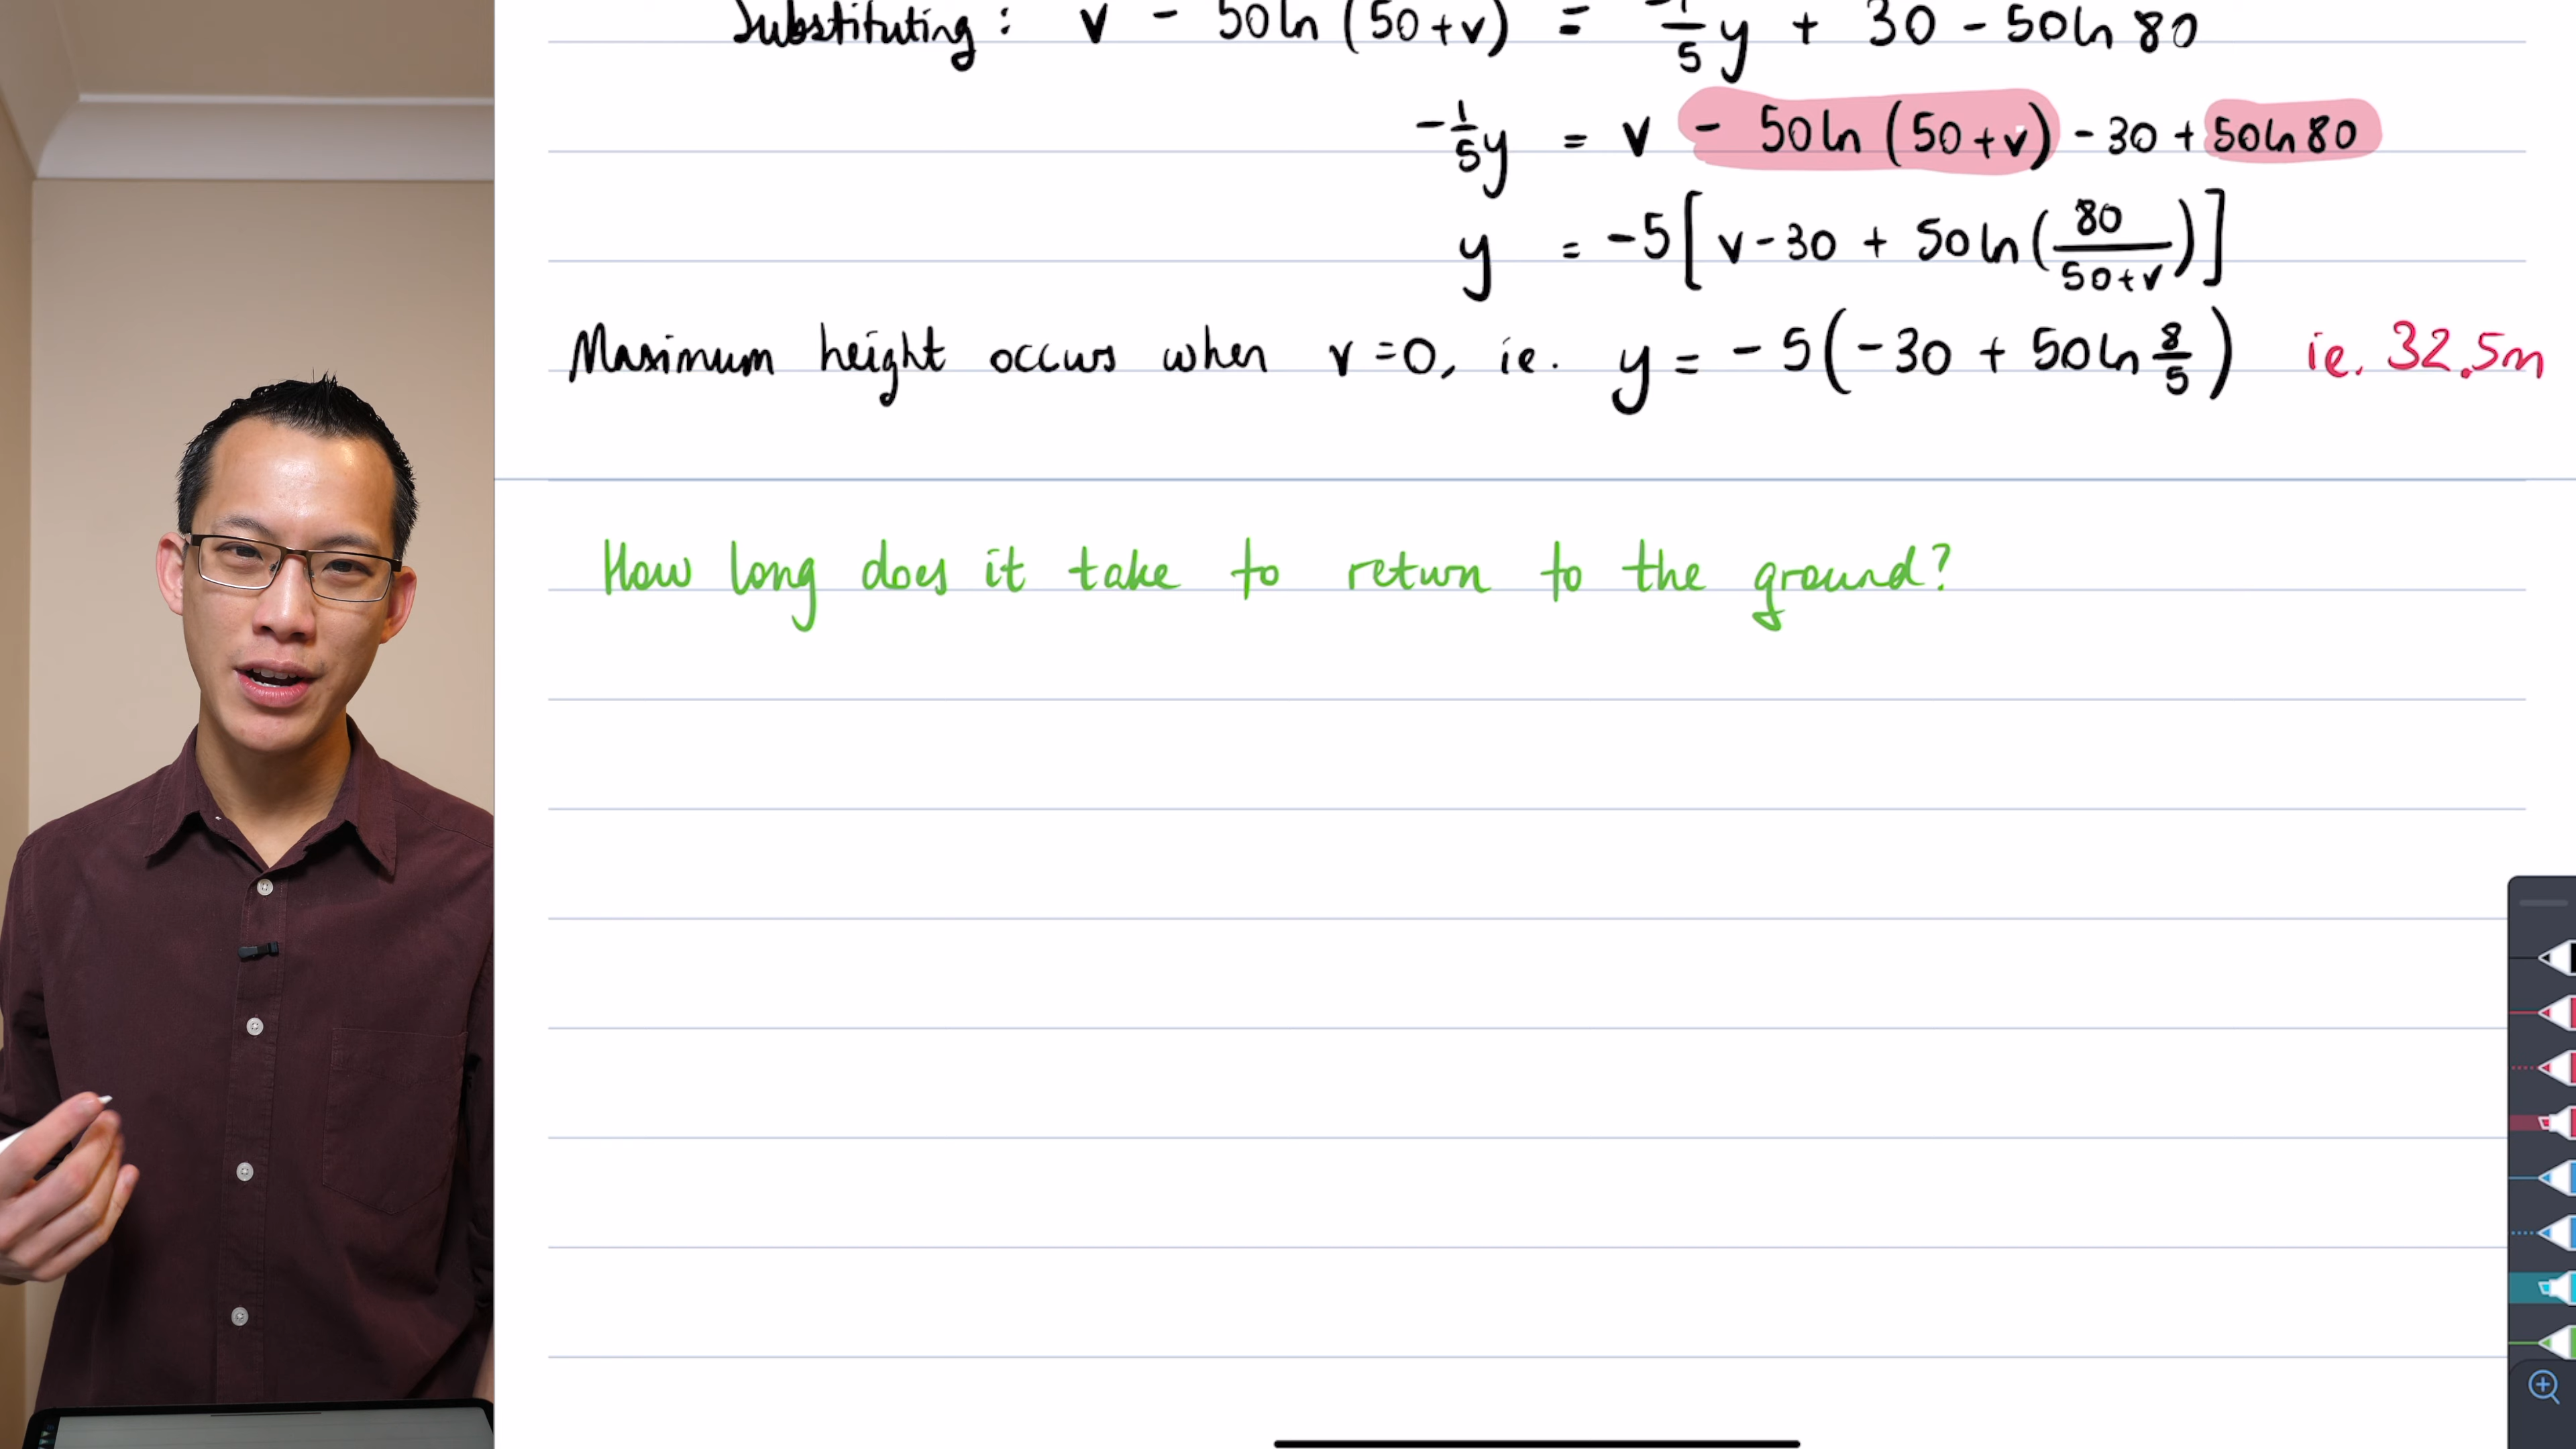 Substituting : v - 50ln (50+v) = -1/5 y + 30 - 50ln 80
-1/5 y = v - 50ln (50+v) - 30 + 50ln 80
y = -5[v-30 + 50ln(80/(50+v))]
Maximum height occurs when v=0, ie. y = -5(-30 + 50ln 8/5) ie. 32.5m
How long does it take to return to the ground?